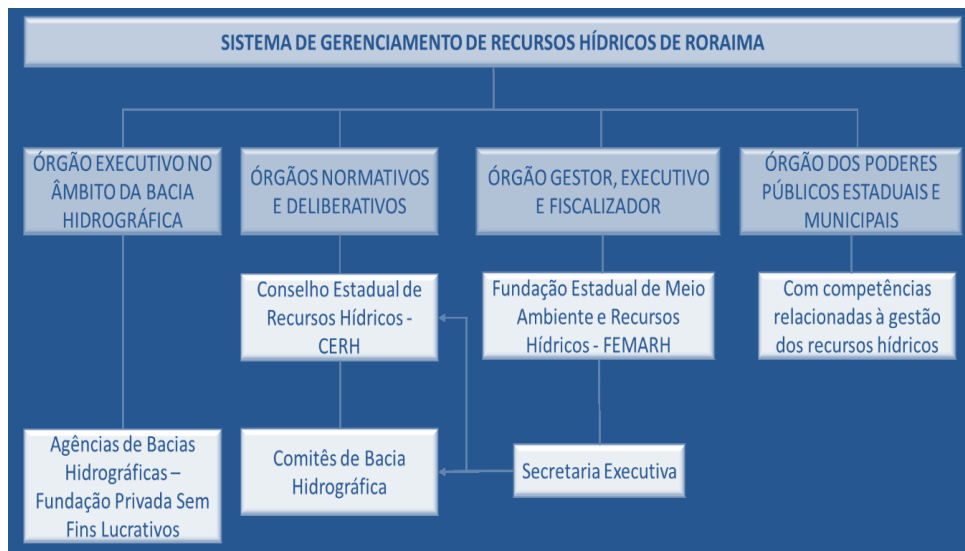 SISTEMA DE GERENCIAMENTO DE RECURSOS HÍDRICOS DE RORAIMA
ÓRGÃO EXECUTIVO NO
ÂMBITO DA BACIA
HIDROGRÁFICA
ÓRGÃOS NORMATIVOS
E DELIBERATIVOS
ÓRGÃO GESTOR, EXECUTIVO
E FISCALIZADOR
ÓRGÃO DOS PODERES
PÚBLICOS ESTADUAIS E
MUNICIPAIS
Conselho Estadual de
Recursos Hídricos -
CERH
Fundação Estadual de Meio
Ambiente e Recursos
Hídricos - FEMARH
Com competências
relacionadas à gestão
dos recursos hídricos
Agências de Bacias
Hidrográficas –
Fundação Privada Sem
Fins Lucrativos
Comitês de Bacia
Hidrográfica
Secretaria Executiva